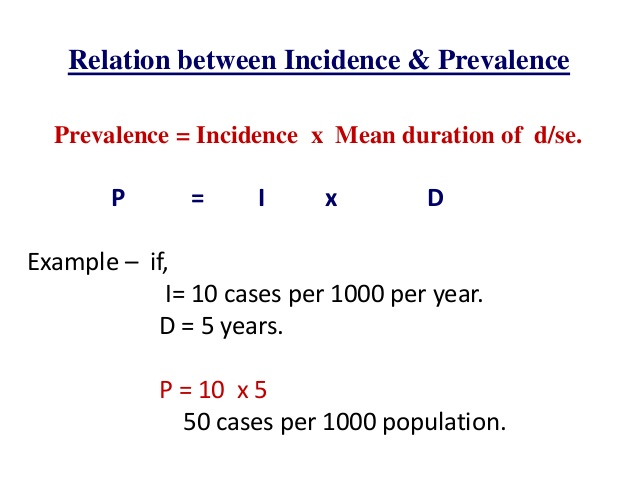 Relation between Incidence & Prevalence
Prevalence = Incidence x Mean duration of d/se.
P = I x D
Example – if,
I= 10 cases per 1000 per year.
D = 5 years.
P = 10 x 5
50 cases per 1000 population.